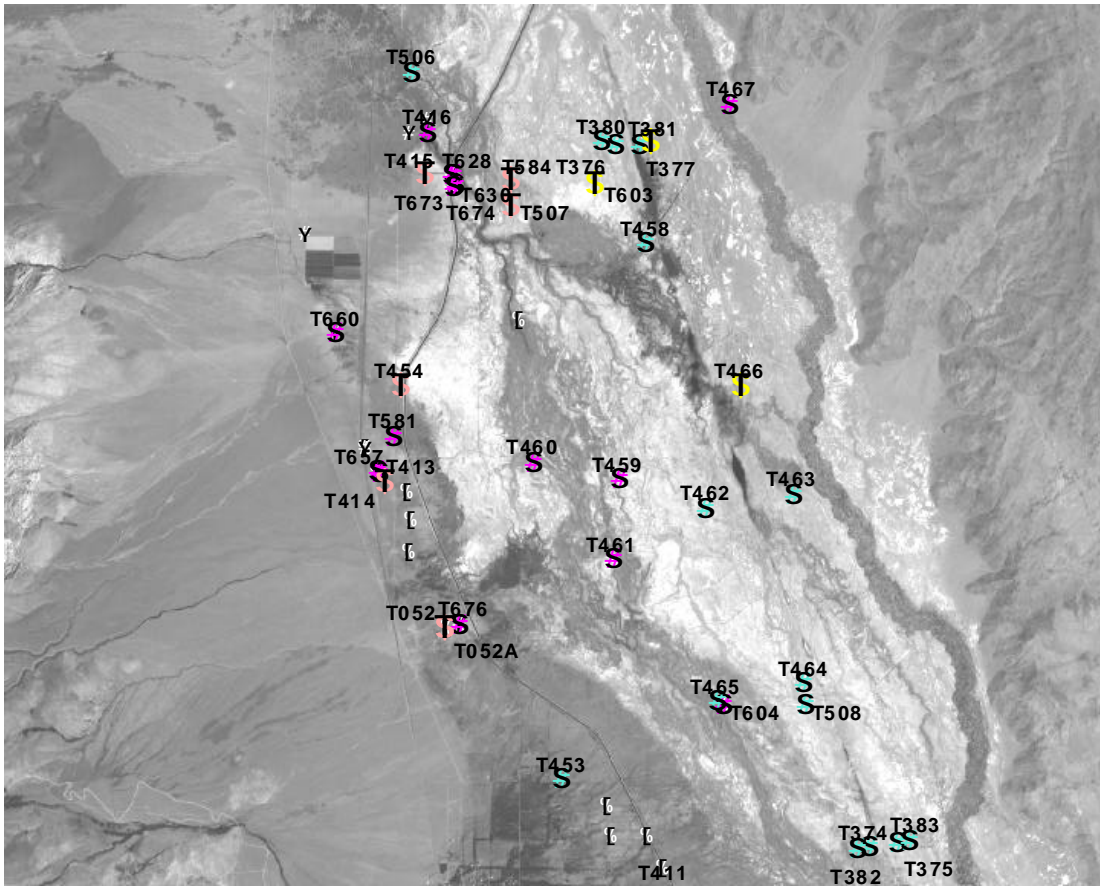 T506
S
T467
S
T416
Y S
T380 T381
S S S T
T415 T628 T584 T376 T377
T S T T
S
T673 T630 T603
T674 T507
T
T458
S
Y
[%
T660
S
T454
T
T466
T
T581
S
Y
T657 T413 T460 T459
S S S
T
T414
T463
S
T462
S
[%
[%
[%
T461
S
T052 T676
T S
T052A
T464
S
T465
S S
T604
S T508
T453
S
[%
[% [%
T374 T383
S S S S
T411 [%
T382 T375